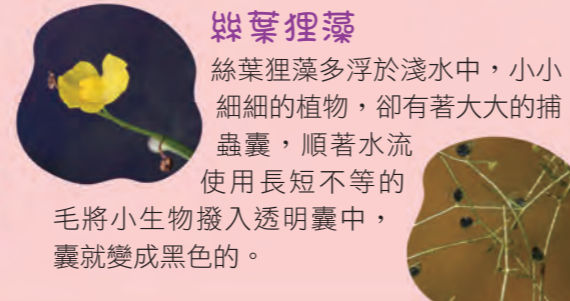 絲葉狸藻
絲葉狸藻多浮於淺水中，小小
細細的植物，卻有著大大的捕
蟲囊，順著水流
使用長短不等的
毛將小生物撥入透明囊中，
囊就變成黑色的。